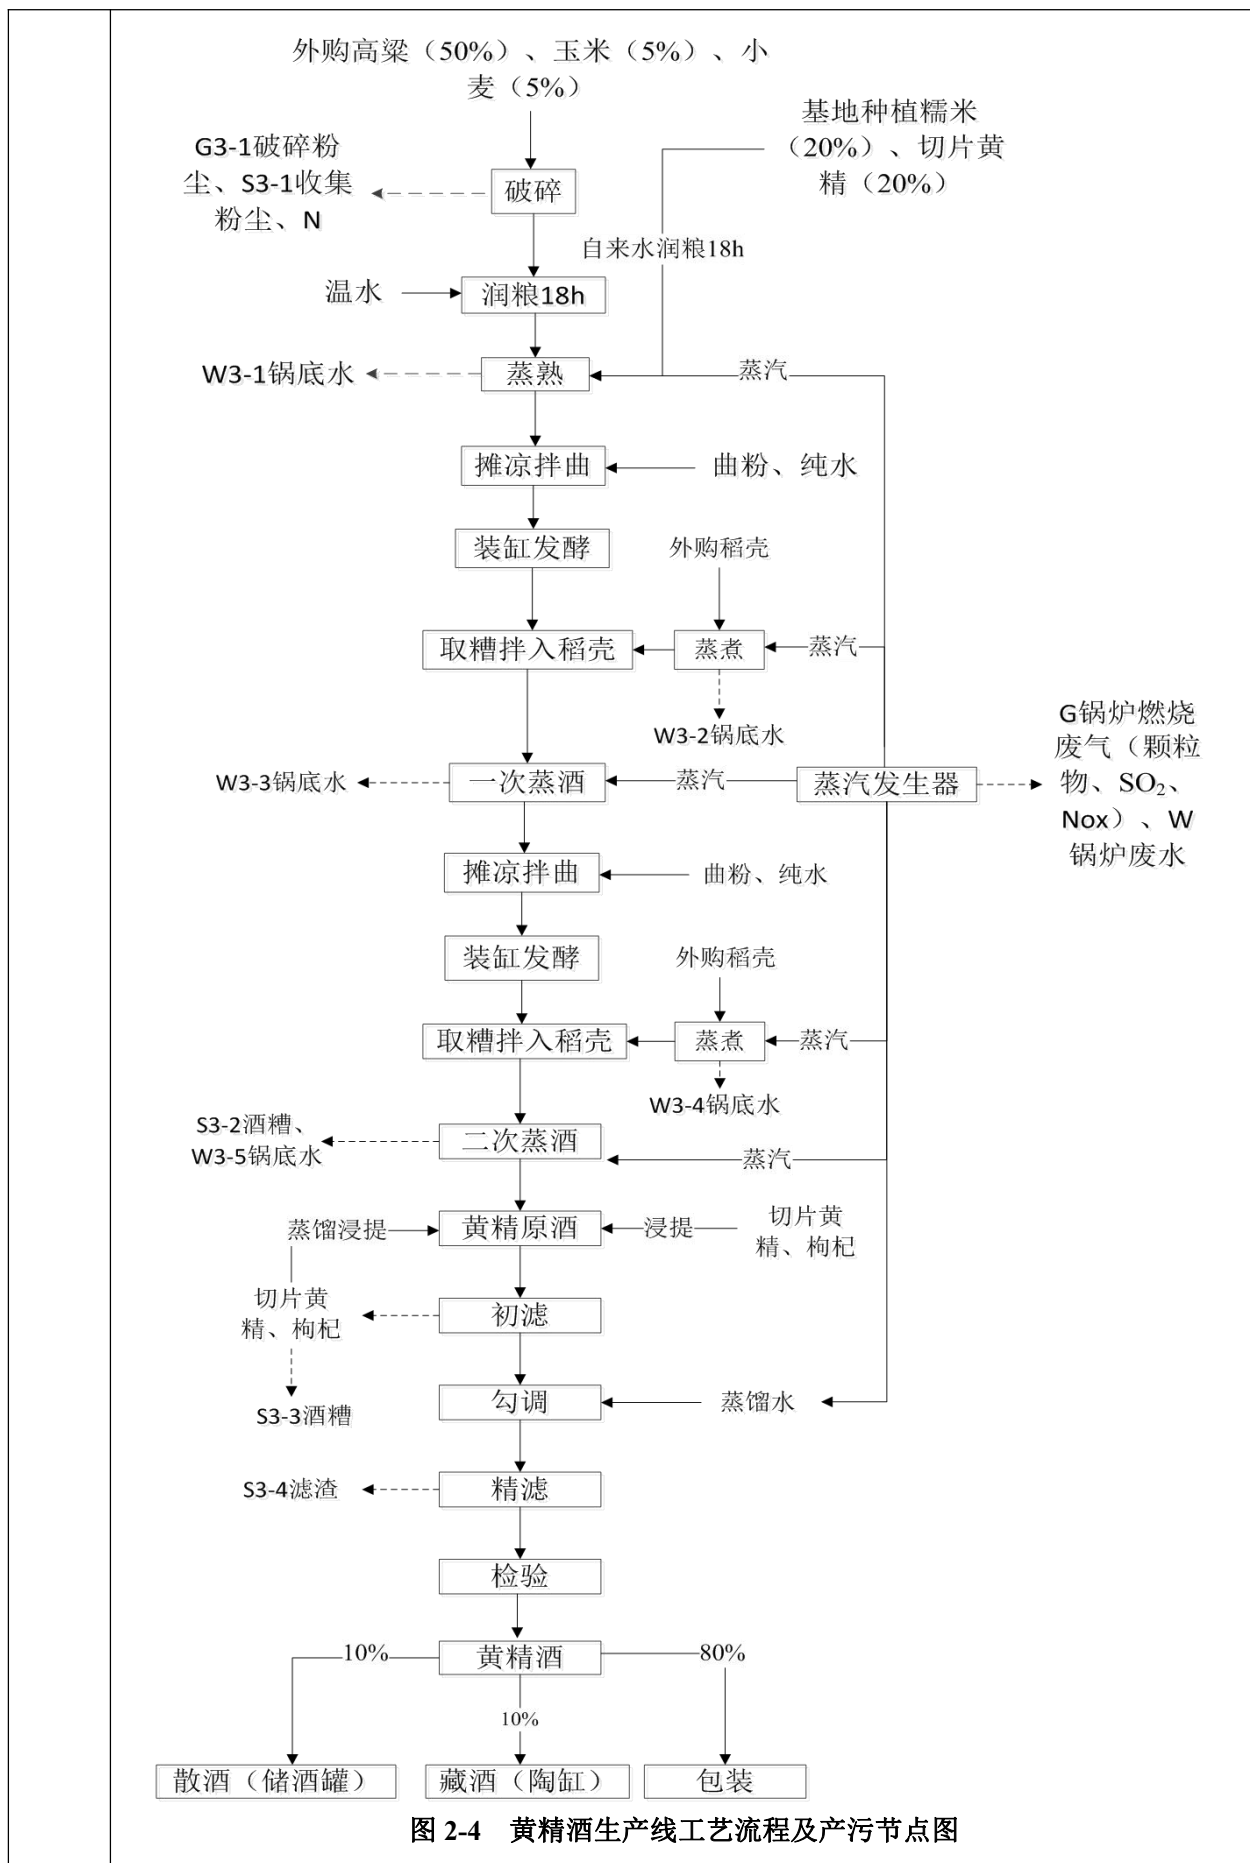 外购高粱（50%）、玉米（5%）、小
麦（5%）
基地种植糯米
（20%）、切片黄
精（20%）
G3-1破碎粉
尘、S3-1收集
粉尘、N
破碎
自来水润粮18h
温水
润粮18h
W3-1锅底水
蒸熟
蒸汽
摊凉拌曲
曲粉、纯水
装缸发酵
外购稻壳
取糟拌入稻壳
蒸煮
蒸汽
W3-2锅底水
G锅炉燃烧
废气（颗粒
物、SO₂、
Nox）、W
锅炉废水
W3-3锅底水
一次蒸酒
蒸汽
蒸汽发生器
摊凉拌曲
曲粉、纯水
装缸发酵
外购稻壳
取糟拌入稻壳
蒸煮
蒸汽
W3-4锅底水
S3-2酒糟、
W3-5锅底水
二次蒸酒
蒸汽
蒸馏浸提
黄精原酒
浸提
切片黄
精、枸杞
切片黄
精、枸杞
初滤
S3-3酒糟
勾调
蒸馏水
S3-4滤渣
精滤
检验
10%
黄精酒
80%
10%
散酒（储酒罐）
藏酒（陶缸）
包装
图 2-4 黄精酒生产线工艺流程及产污节点图